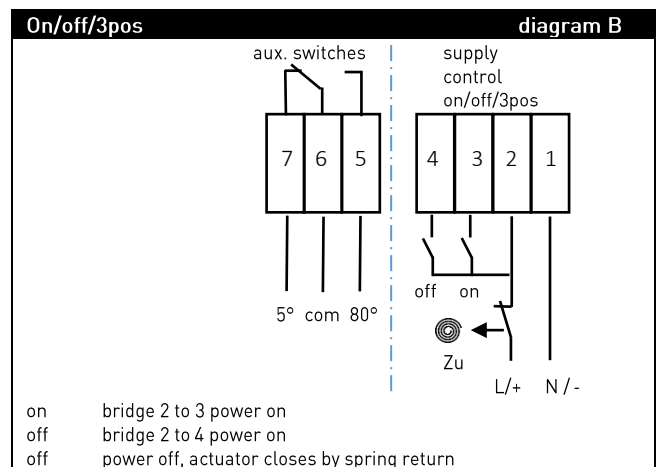 On/off/3pos diagram B
aux. switches
supply
control
on/off/3pos
7 6 5 4 3 2 1
off on
5° com 80°
Zu
L/+ N / -
on bridge 2 to 3 power on
off bridge 2 to 4 power on
off power off, actuator closes by spring return